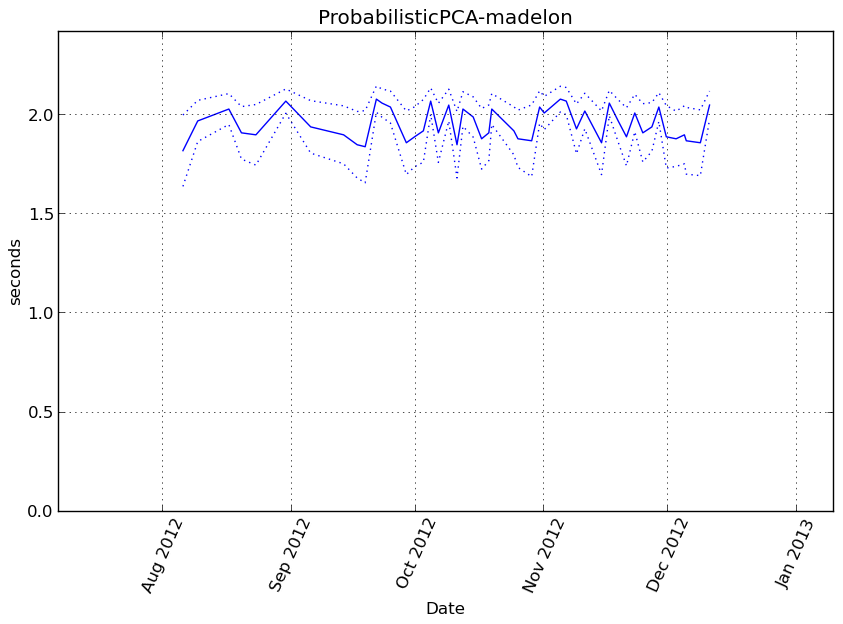 ProbabilisticPCA-madelon
2.0
1.5
1.0
0.5
0.0
seconds
Aug 2012
Sep 2012
Oct 2012
Nov 2012
Dec 2012
Jan 2013
Date